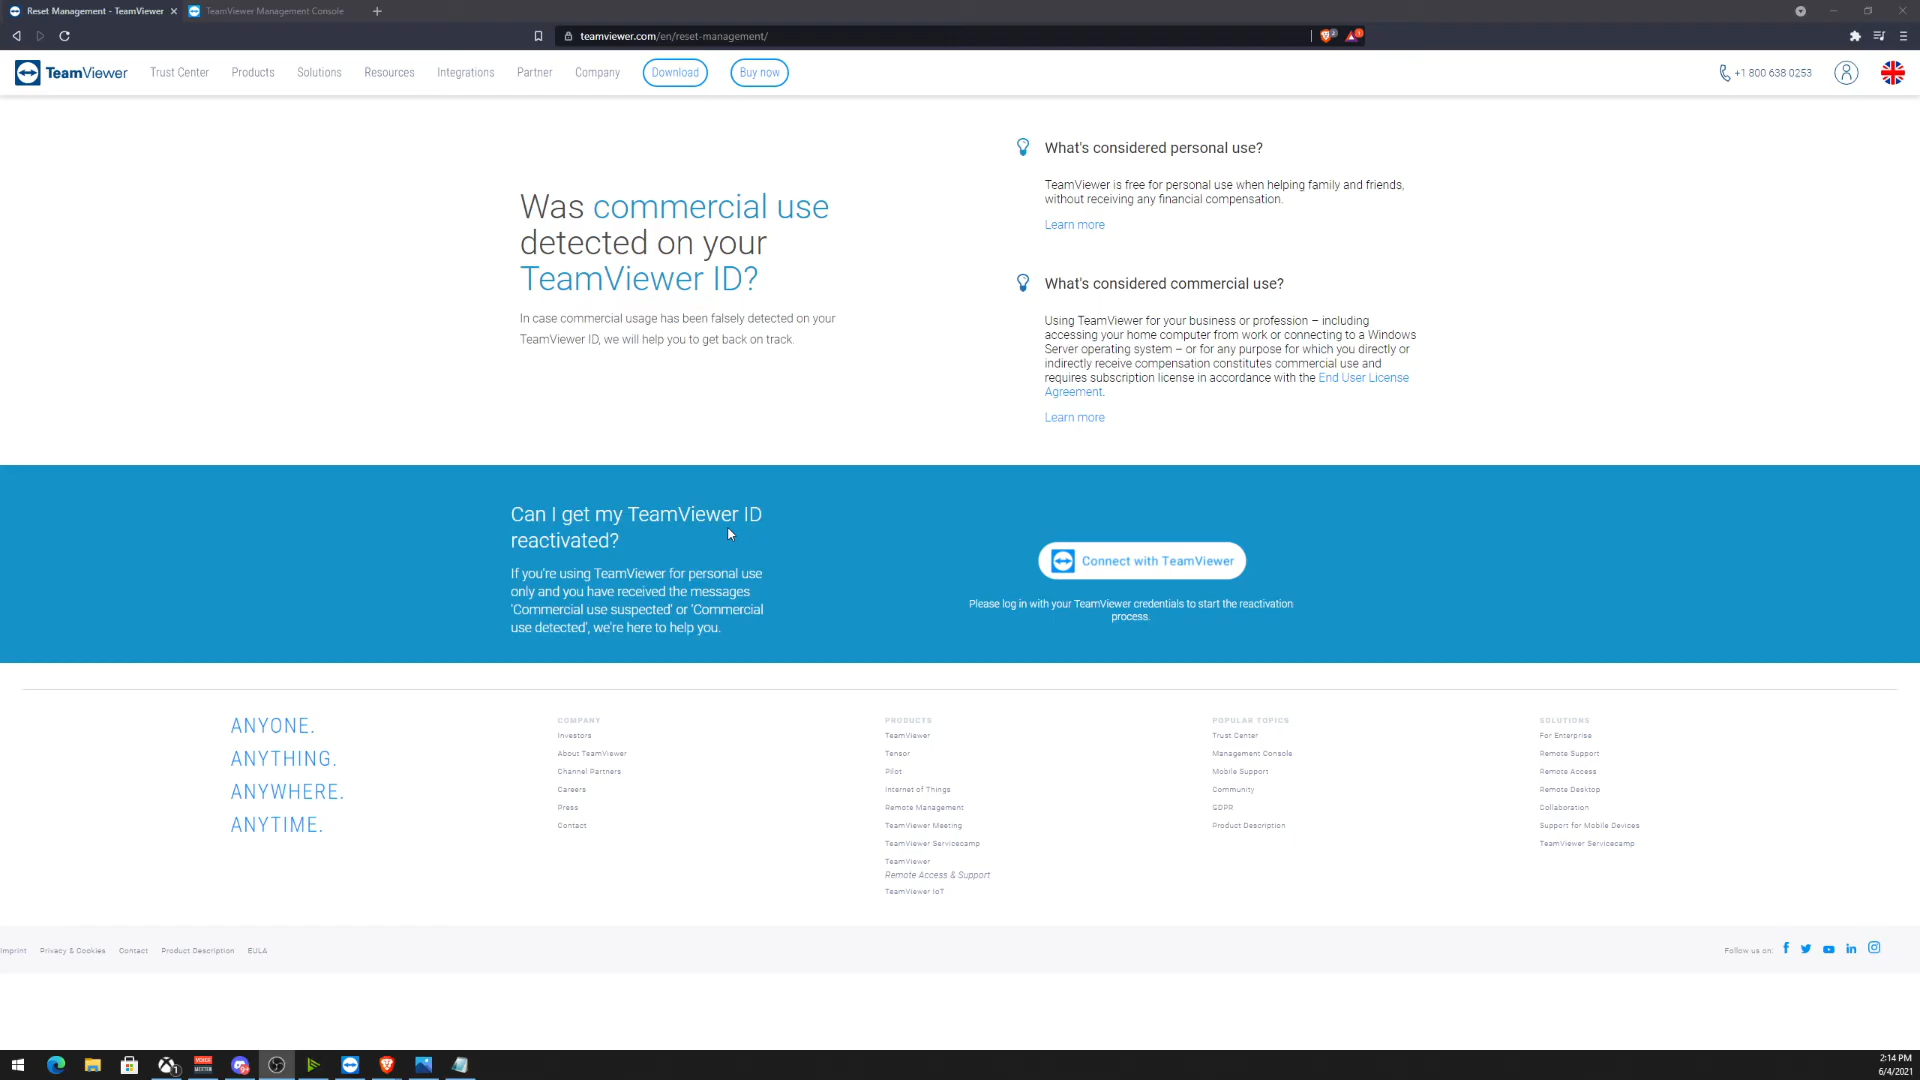 Reset Management - TeamViewer
TeamViewer Management Console
teamviewer.com/en/reset-management/
2
1
TeamViewer
Trust Center
Products
Solutions
Resources
Integrations
Partner
Company
Download
Buy now
+1 800 638 0253
Was commercial use
detected on your
TeamViewer ID?
In case commercial usage has been falsely detected on your
TeamViewer ID, we will help you to get back on track.
What's considered personal use?
TeamViewer is free for personal use when helping family and friends,
without receiving any financial compensation.
Learn more
What's considered commercial use?
Using TeamViewer for your business or profession – including
accessing your home computer from work or connecting to a Windows
Server operating system – or for any purpose for which you directly or
indirectly receive compensation constitutes commercial use and
requires subscription license in accordance with the End User License
Agreement.
Learn more
Can I get my TeamViewer ID
reactivated?
If you're using TeamViewer for personal use
only and you have received the messages
'Commercial use suspected' or 'Commercial
use detected', we're here to help you.
Connect with TeamViewer
Please log in with your TeamViewer credentials to start the reactivation
process.
ANYONE.
ANYTHING.
ANYWHERE.
ANYTIME.
COMPANY
Investors
About TeamViewer
Channel Partners
Careers
Press
Contact
PRODUCTS
TeamViewer
Tensor
Pilot
Internet of Things
Remote Management
TeamViewer Meeting
TeamViewer Servicecamp
TeamViewer
Remote Access & Support
TeamViewer IoT
POPULAR TOPICS
Trust Center
Management Console
Mobile Support
Community
GDPR
Product Description
SOLUTIONS
For Enterprise
Remote Support
Remote Access
Remote Desktop
Collaboration
Support for Mobile Devices
TeamViewer Servicecamp
Imprint
Privacy & Cookies
Contact
Product Description
EULA
Follow us on:
1
VOICE
MEETER
9+
2:14 PM
6/4/2021